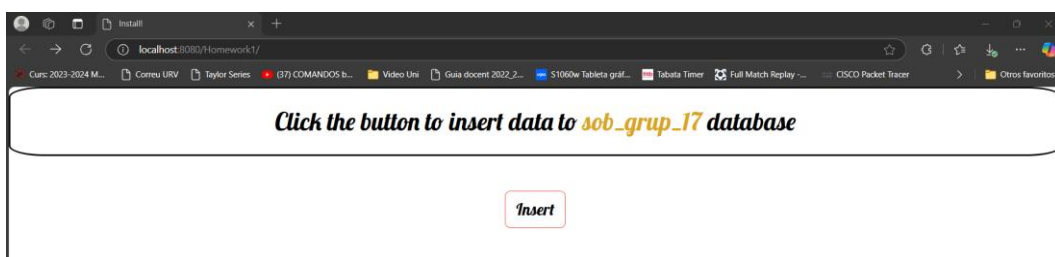 Install!
localhost:8080/Homework1/
Curs: 2023-2024 M... Correu URV Taylor Series (37) COMANDOS b... Video Uni Guia docent 2022_2... S1060w Tableta gráf... Tabata Timer Full Match Replay -... CISCO Packet Tracer Otros favoritos
Click the button to insert data to sob_grup_17 database
Insert